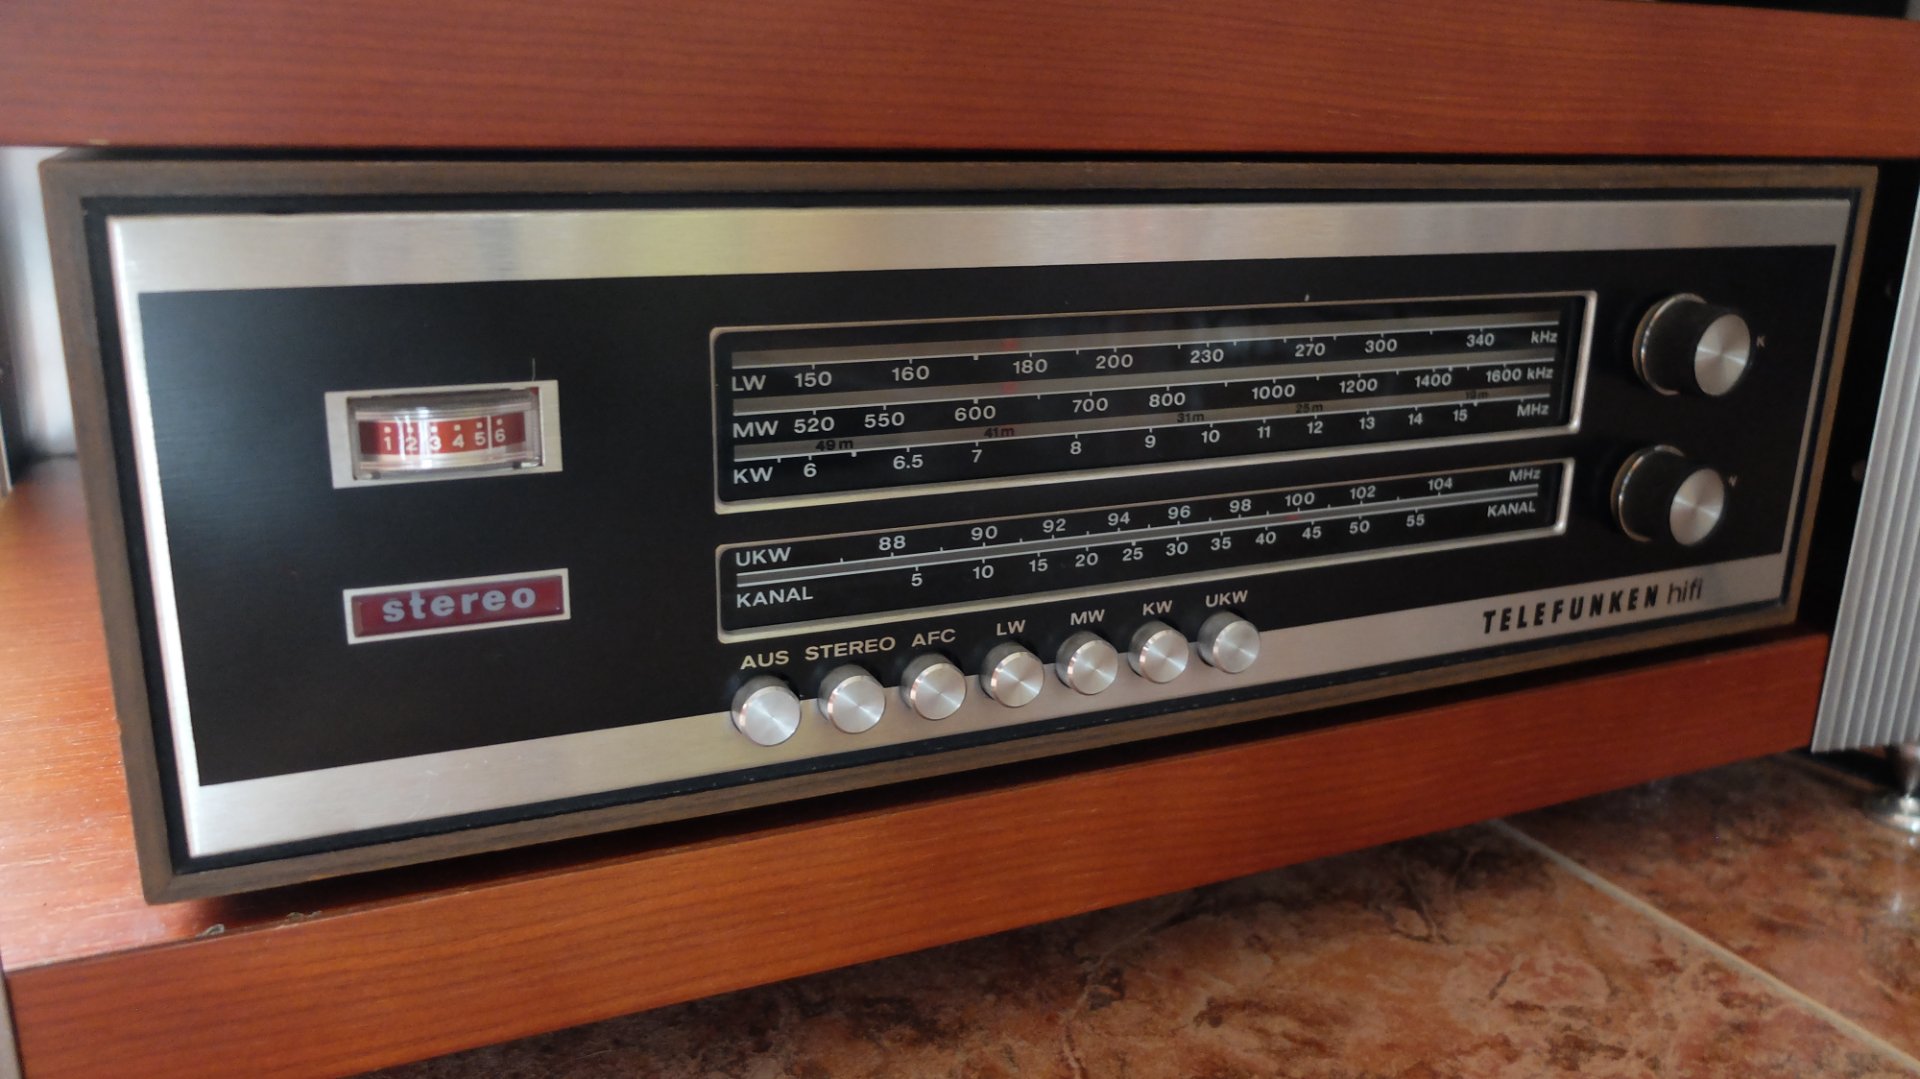 1 2 3 4 5 6
stereo
LW 150 160 180 200 230 270 300 340 kHz
MW 520 550 600 700 800 1000 1200 1400 1600 kHz
49m 41m 31m 25m 19m
KW 6 6.5 7 8 9 10 11 12 13 14 15 MHz
UKW 88 90 92 94 96 98 100 102 104 MHz
KANAL 5 10 15 20 25 30 35 40 45 50 55 KANAL
AUS STEREO AFC LW MW KW UKW
TELEFUNKEN hifi
K